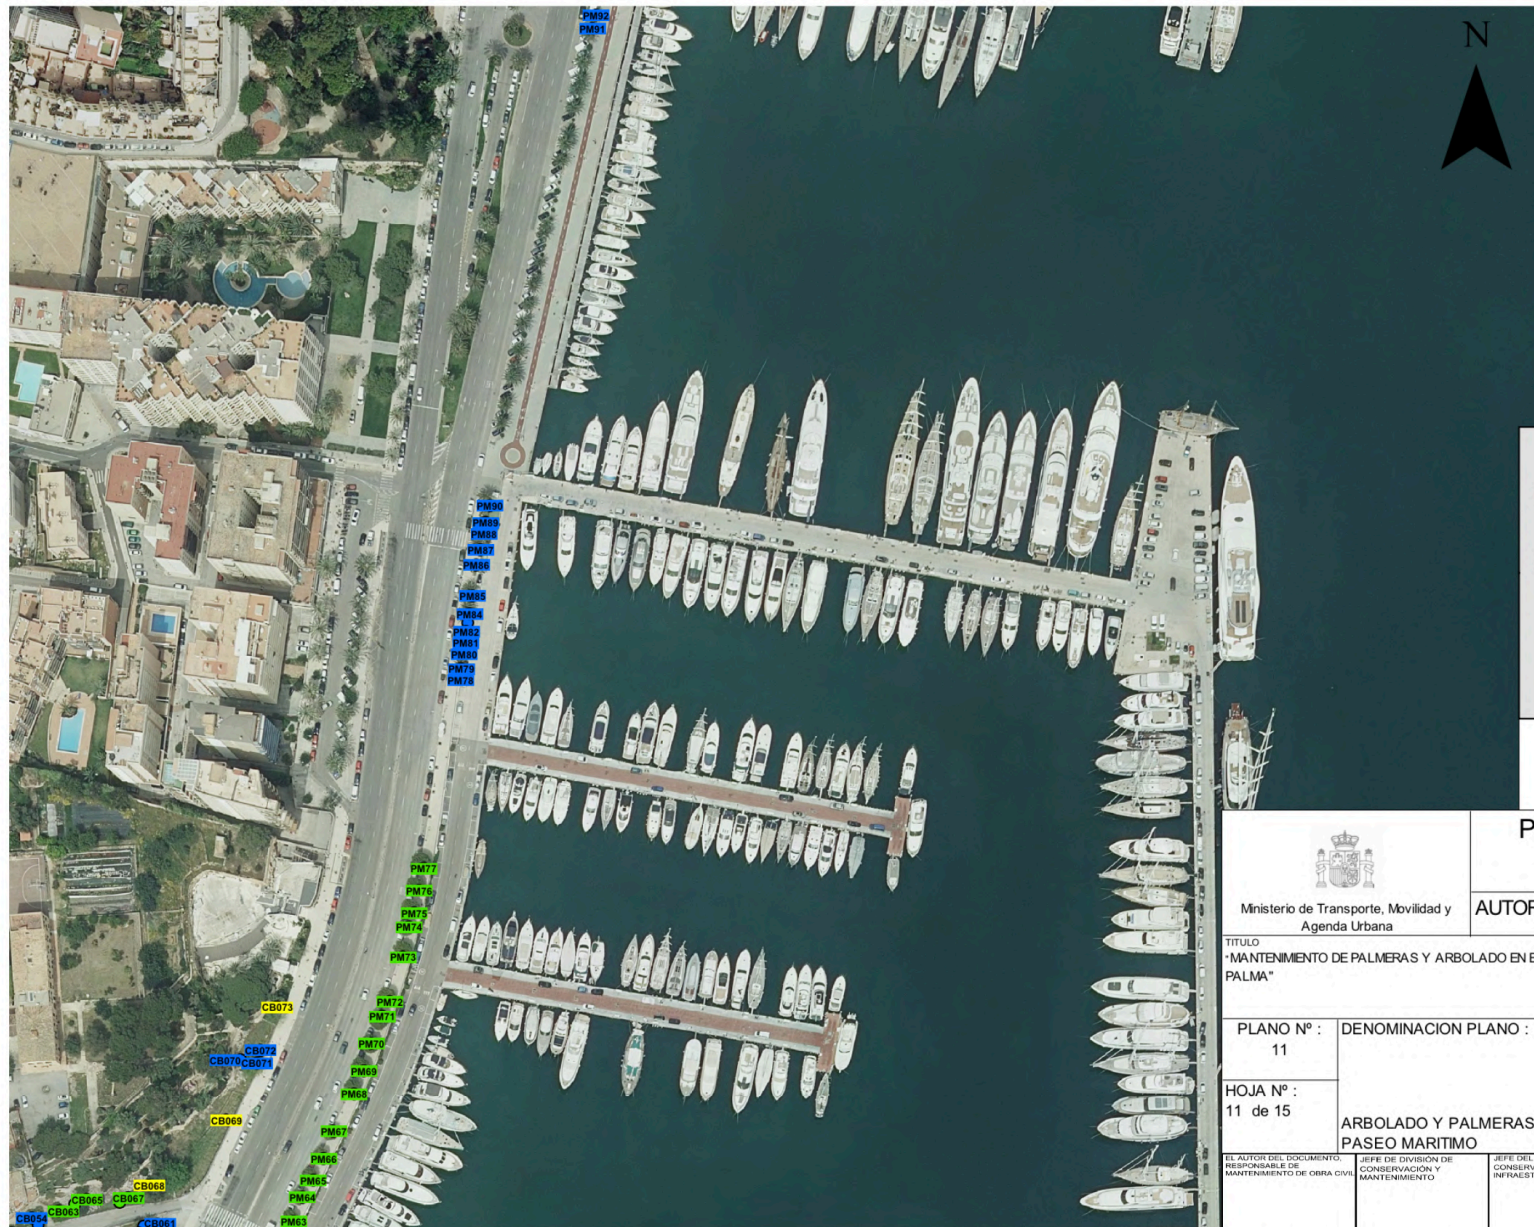 PM92
PM91
N
PM90
PM89
PM88
PM87
PM86
PM85
PM84
PM82
PM81
PM80
PM79
PM78
PM77
PM76
PM75
PM74
PM73
PM72
PM71
PM70
PM69
PM68
PM67
PM66
PM65
PM64
PM63
CB073
CB072
CB070
CB071
CB069
CB068
CB067
CB065
CB063
CB054
CB061
P
Ministerio de Transporte, Movilidad y
Agenda Urbana
AUTOR
TITULO
"MANTENIMIENTO DE PALMERAS Y ARBOLADO EN E
PALMA"
PLANO Nº :
11
DENOMINACION PLANO :
HOJA Nº :
11 de 15
ARBOLADO Y PALMERAS
PASEO MARITIMO
EL AUTOR DEL DOCUMENTO,
RESPONSABLE DE
MANTENIMIENTO DE OBRA CIVIL
JEFE DE DIVISIÓN DE
CONSERVACIÓN Y
MANTENIMIENTO
JEFE DEL
CONSERV
INFRAEST